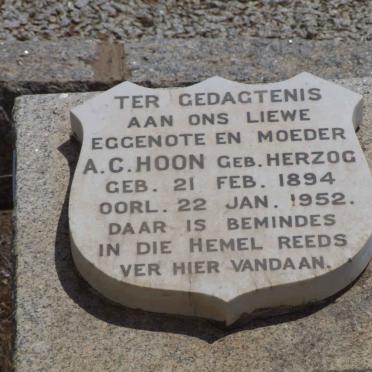 TER GEDAGTENIS
AAN ONS LIEWE
EGGENOTE EN MOEDER
A.C. HOON GEB. HERZOG
GEB. 21 FEB. 1894
OORL. 22 JAN. 1952.
DAAR IS BEMINDES
IN DIE HEMEL REEDS
VER HIER VANDAAN.